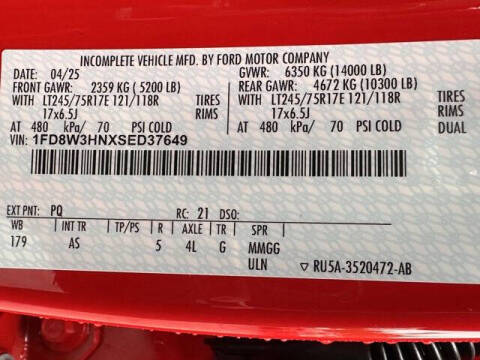 INCOMPLETE VEHICLE MFD. BY FORD MOTOR COMPANY
DATE: 04/25 GVWR: 6350 KG (14000 LB)
FRONT GAWR: 2359 KG (5200 LB) REAR GAWR: 4672 KG (10300 LB)
WITH LT245/75R17E 121/118R TIRES WITH LT245/75R17E 121/118R TIRES
17x6.5J RIMS 17x6.5J RIMS
AT 480 kPa/ 70 PSI COLD AT 480 kPa/ 70 PSI COLD DUAL
VIN: 1FD8W3HNXSED37649
EXT PNT: PQ RC: 21 DSO:
WB INT TR TP/PS R AXLE TR SPR
179 AS 5 4L G MMGG
ULN ▽ RU5A-3520472-AB